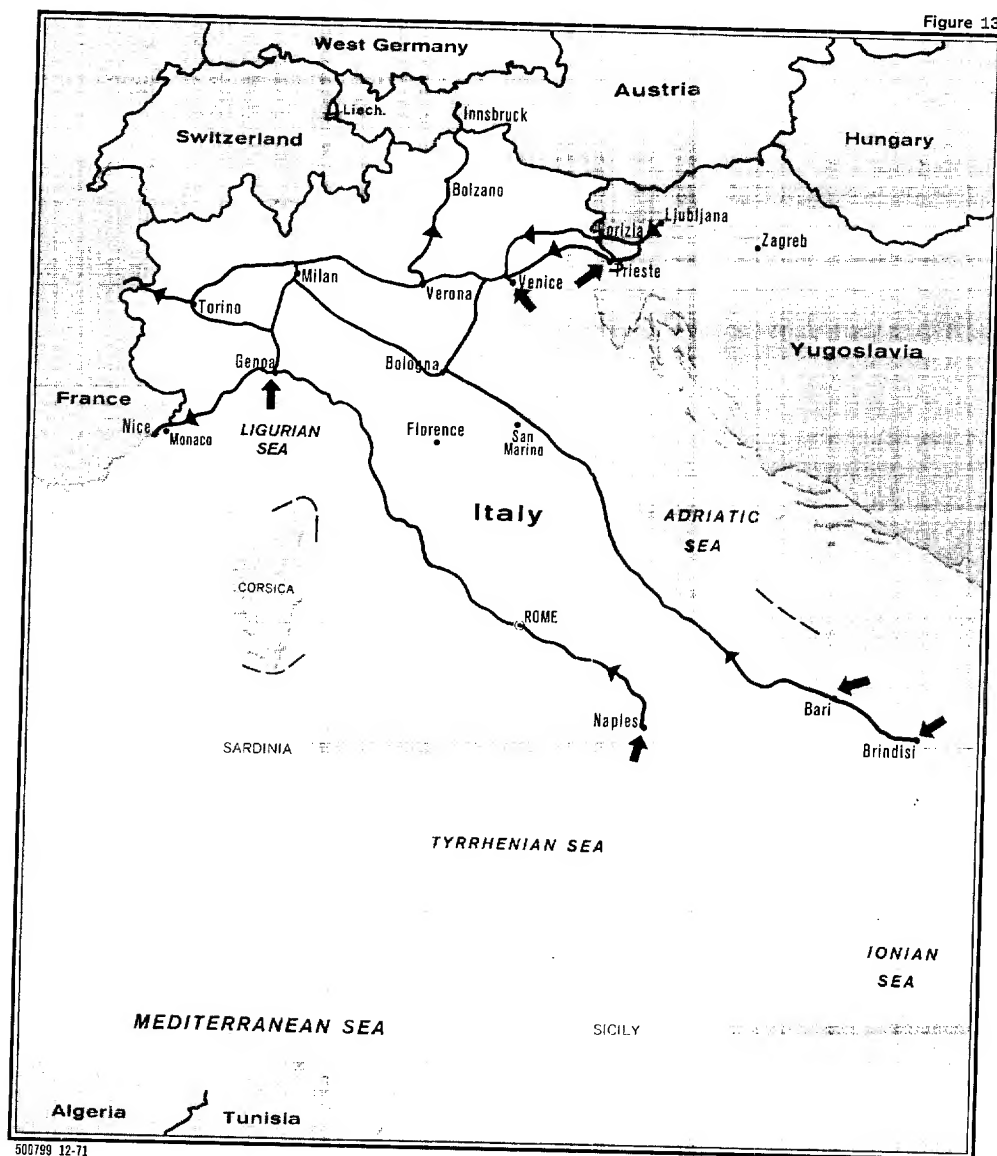 Figure 13
West Germany
Austria
Liech.
Innsbruck
Switzerland
Hungary
Bolzano
Ljubljana
Gorizia
Zagreb
Trieste
Venice
Milan
Verona
Torino
Yugoslavia
Genoa
Bologna
France
Nice
Monaco
LIGURIAN
SEA
Florence
San
Marino
Italy
ADRIATIC
SEA
CORSICA
ROME
Bari
Naples
Brindisi
SARDINIA
TYRRHENIAN SEA
IONIAN
SEA
MEDITERRANEAN SEA
SICILY
Algeria
Tunisia
500799 12-71